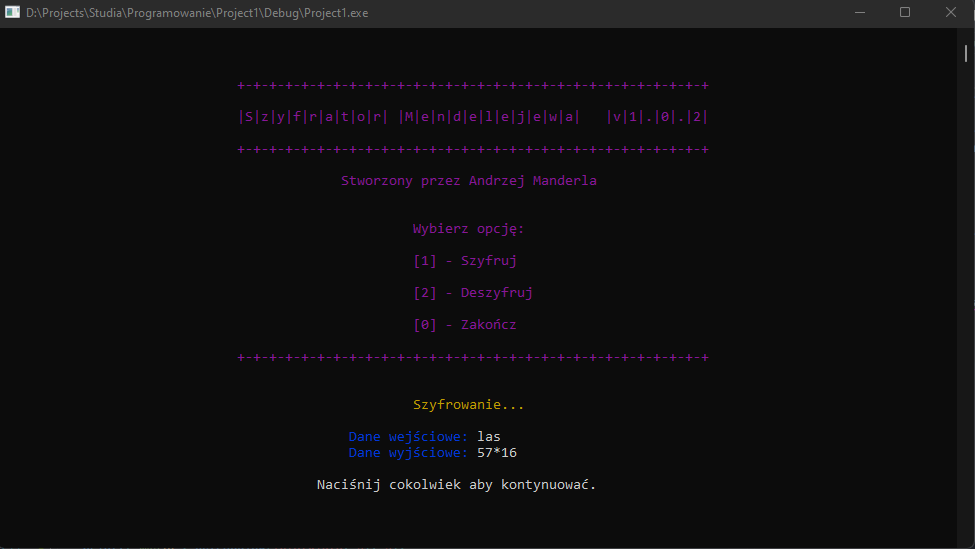 D:\Projects\Studia\Programowanie\Project1\Debug\Project1.exe
+-+-+-+-+-+-+-+-+-+-+-+-+-+-+-+-+-+-+-+-+-+-+-+-+-+-+-+-+-+
|S|z|y|f|r|a|t|o|r| |M|e|n|d|e|l|e|j|e|w|a|   |v|1|.|0|.|2|
+-+-+-+-+-+-+-+-+-+-+-+-+-+-+-+-+-+-+-+-+-+-+-+-+-+-+-+-+-+
Stworzony przez Andrzej Manderla
Wybierz opcję:
[1] - Szyfruj
[2] - Deszyfruj
[0] - Zakończ
+-+-+-+-+-+-+-+-+-+-+-+-+-+-+-+-+-+-+-+-+-+-+-+-+-+-+-+-+-+
Szyfrowanie...
Dane wejściowe: las
Dane wyjściowe: 57*16
Naciśnij cokolwiek aby kontynuować.